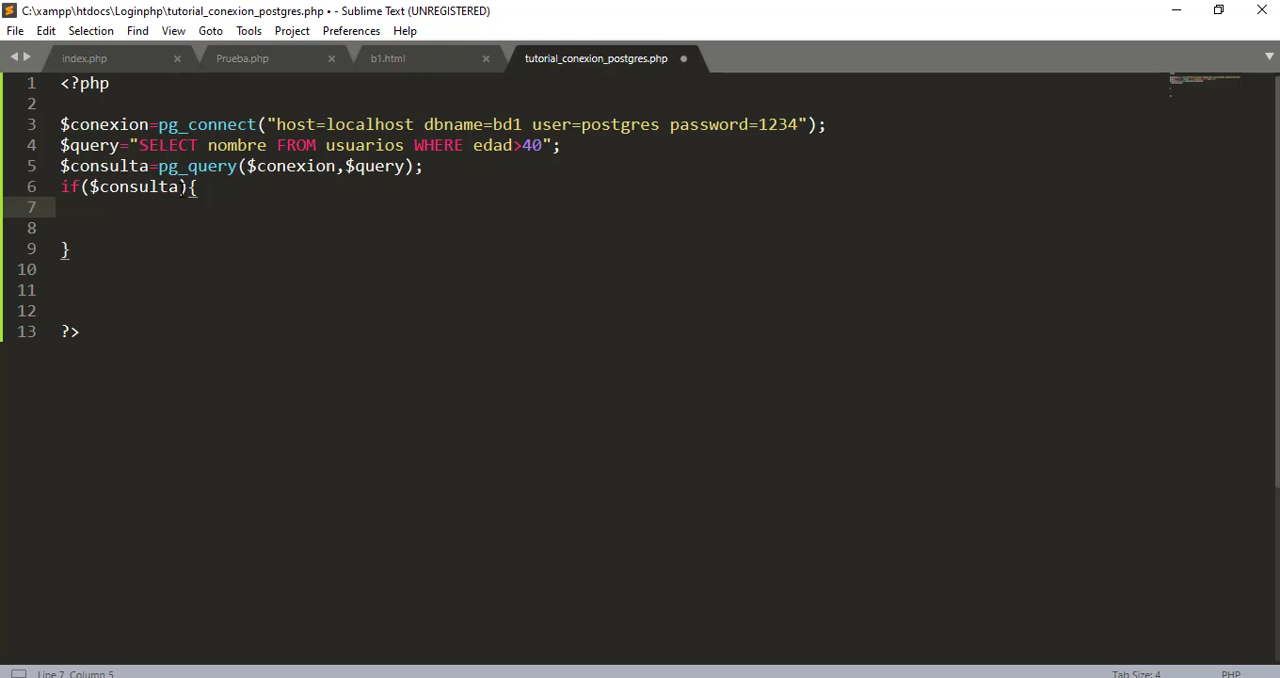 C:\xampp\htdocs\Loginphp\tutorial_conexion_postgres.php • - Sublime Text (UNREGISTERED)
File Edit Selection Find View Goto Tools Project Preferences Help
index.php Prueba.php b1.html tutorial_conexion_postgres.php
1 <?php
2
3 $conexion=pg_connect("host=localhost dbname=bd1 user=postgres password=1234");
4 $query="SELECT nombre FROM usuarios WHERE edad>40";
5 $consulta=pg_query($conexion,$query);
6 if($consulta){
7
8
9 }
10
11
12
13 ?>
Line 7, Column 5 Tab Size: 4 PHP